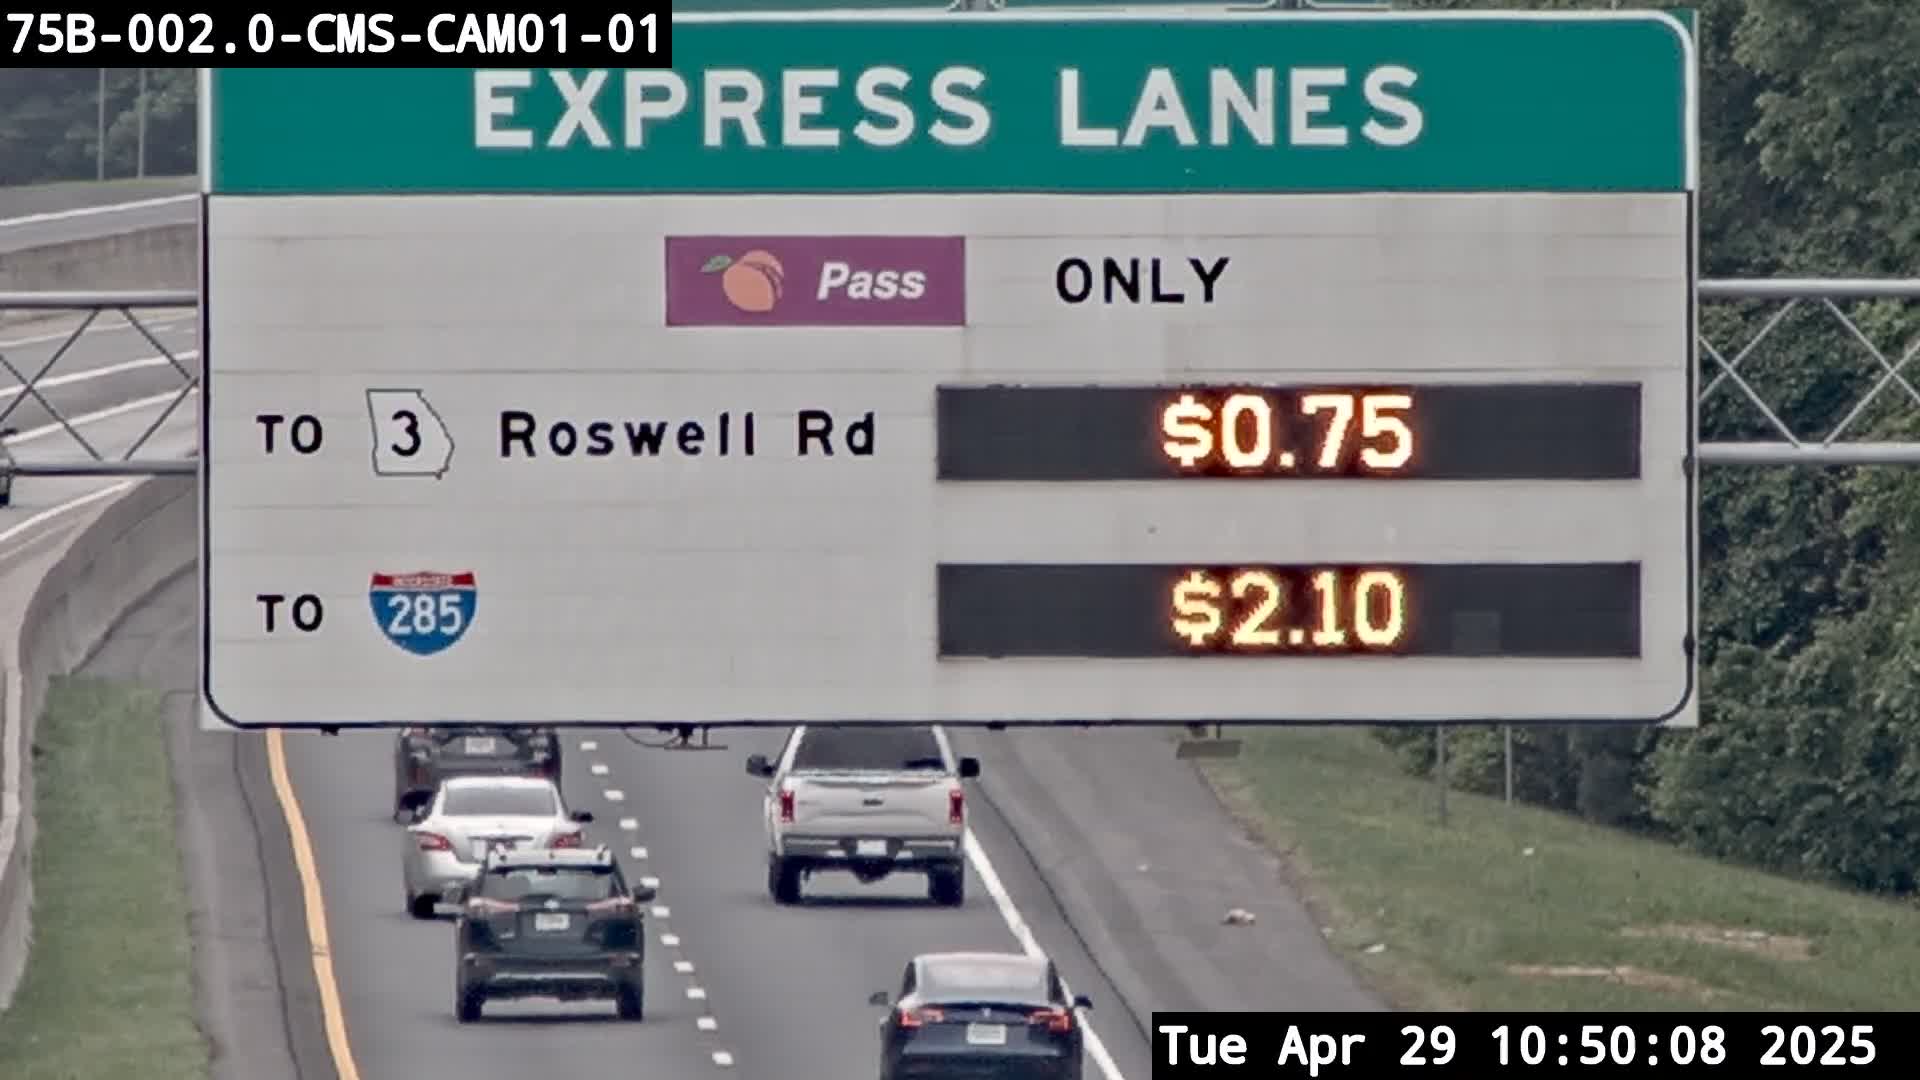 75B-002.0-CMS-CAM01-01
EXPRESS LANES
Pass ONLY
TO 3 Roswell Rd $0.75
INTERSTATE
TO 285 $2.10
Tue Apr 29 10:50:08 2025